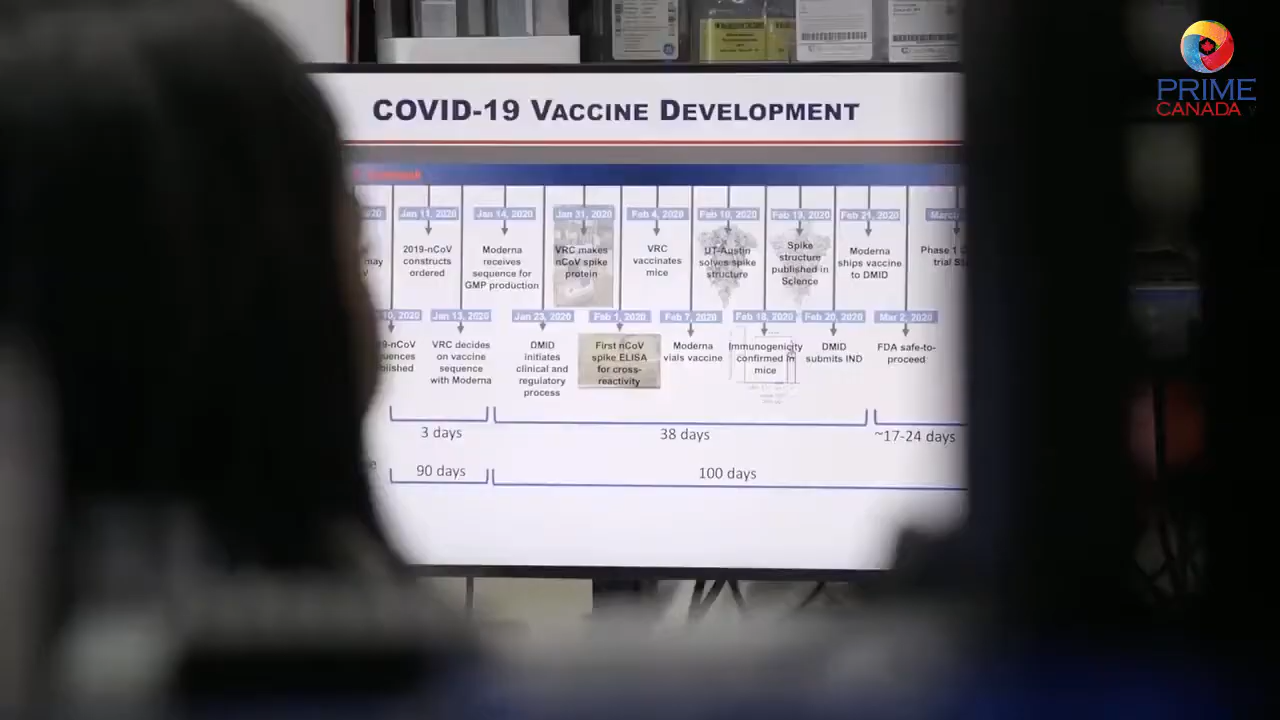 PRIME
CANADA
COVID-19 VACCINE DEVELOPMENT
Jan 11, 2020
Jan 14, 2020
Jan 31, 2020
Feb 4, 2020
Feb 10, 2020
Feb 19, 2020
Feb 21, 2020
2019-nCoV
constructs
ordered
Moderna
receives
sequence for
GMP production
VRC makes
nCoV spike
protein
VRC
vaccinates
mice
UT-Austin
solves spike
structure
Spike
structure
published in
Science
Moderna
ships vaccine
to DMID
Phase 1
trial
Jan 13, 2020
Jan 23, 2020
Feb 1, 2020
Feb 7, 2020
Feb 18, 2020
Feb 20, 2020
Mar 2, 2020
VRC decides
on vaccine
sequence
with Moderna
DMID
initiates
clinical and
regulatory
process
First nCoV
spike ELISA
for cross-
reactivity
Moderna
vials vaccine
Immunogenicity
confirmed in
mice
DMID
submits IND
FDA safe-to-
proceed
3 days
38 days
~17-24 days
90 days
100 days